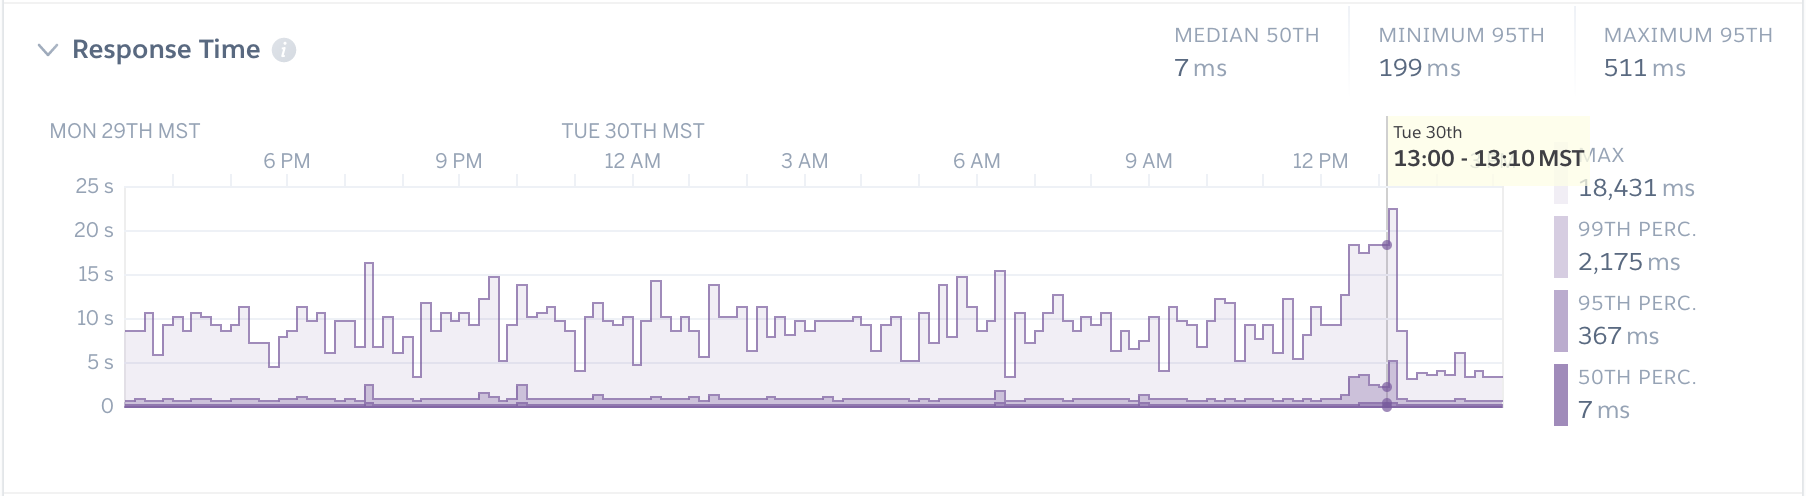 Response Time i
MEDIAN 50TH
7 ms
MINIMUM 95TH
199 ms
MAXIMUM 95TH
511 ms
MON 29TH MST
TUE 30TH MST
6 PM
9 PM
12 AM
3 AM
6 AM
9 AM
12 PM
Tue 30th
13:00 - 13:10 MST
25 s
20 s
15 s
10 s
5 s
0
MAX
18,431 ms
99TH PERC.
2,175 ms
95TH PERC.
367 ms
50TH PERC.
7 ms